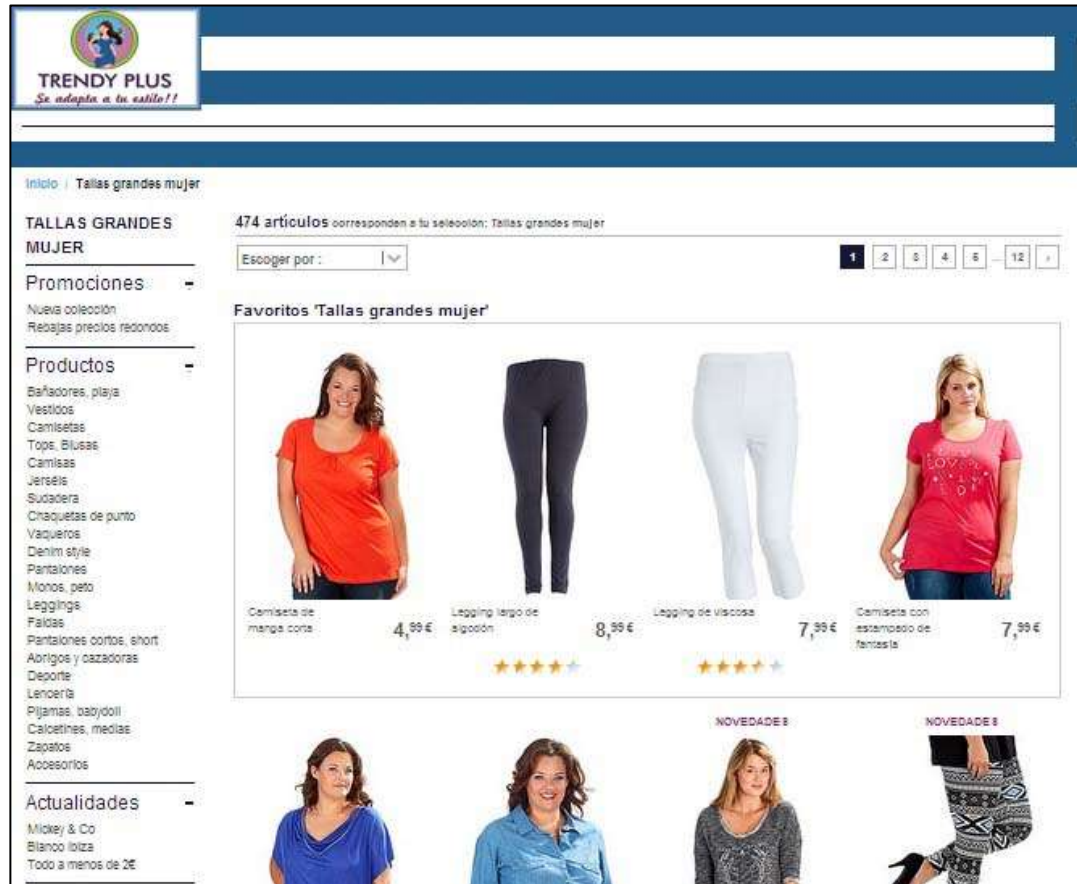 TRENDY PLUS
Se adapta a tu estilo!!
Inicio / Tallas grandes mujer
TALLAS GRANDES
MUJER
Promociones -
Nueva colección
Rebajas precios redondos
Productos -
Bañadores, playa
Vestidos
Camisetas
Tops, Blusas
Camisas
Jerséis
Sudadera
Chaquetas de punto
Vaqueros
Denim style
Pantalones
Monos, peto
Leggings
Faldas
Pantalones cortos, short
Abrigos y cazadoras
Deporte
Lencería
Pijamas, babydoll
Calcetines, medias
Zapatos
Accesorios
Actualidades -
Mickey & Co
Blanco Ibiza
Todo a menos de 2€
474 artículos corresponden a tu selección: Tallas grandes mujer
Escoger por :
1 2 3 4 5 ... 12 ›
Favoritos 'Tallas grandes mujer'
Camiseta de
manga corta
4,99 €
Legging largo de
algodón
8,99 €
Legging de viscosa
7,99 €
Camiseta con
estampado de
fantasía
7,99 €
NOVEDADES
NOVEDADES